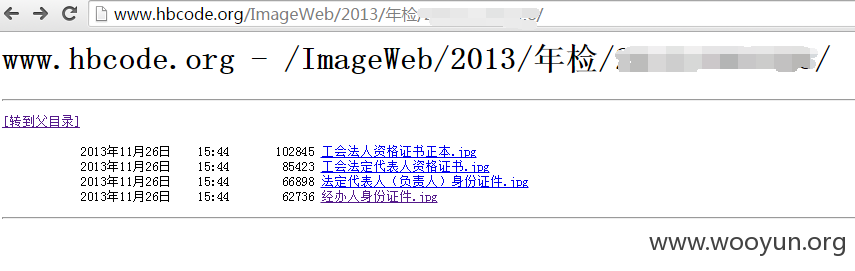 www.hbcode.org/ImageWeb/2013/年检/
www.hbcode.org - /ImageWeb/2013/年检/
[转到父目录]
2013年11月26日 15:44 102845 工会法人资格证书正本.jpg
2013年11月26日 15:44 85423 工会法定代表人资格证书.jpg
2013年11月26日 15:44 66898 法定代表人（负责人）身份证件.jpg
2013年11月26日 15:44 62736 经办人身份证件.jpg
www.wooyun.org